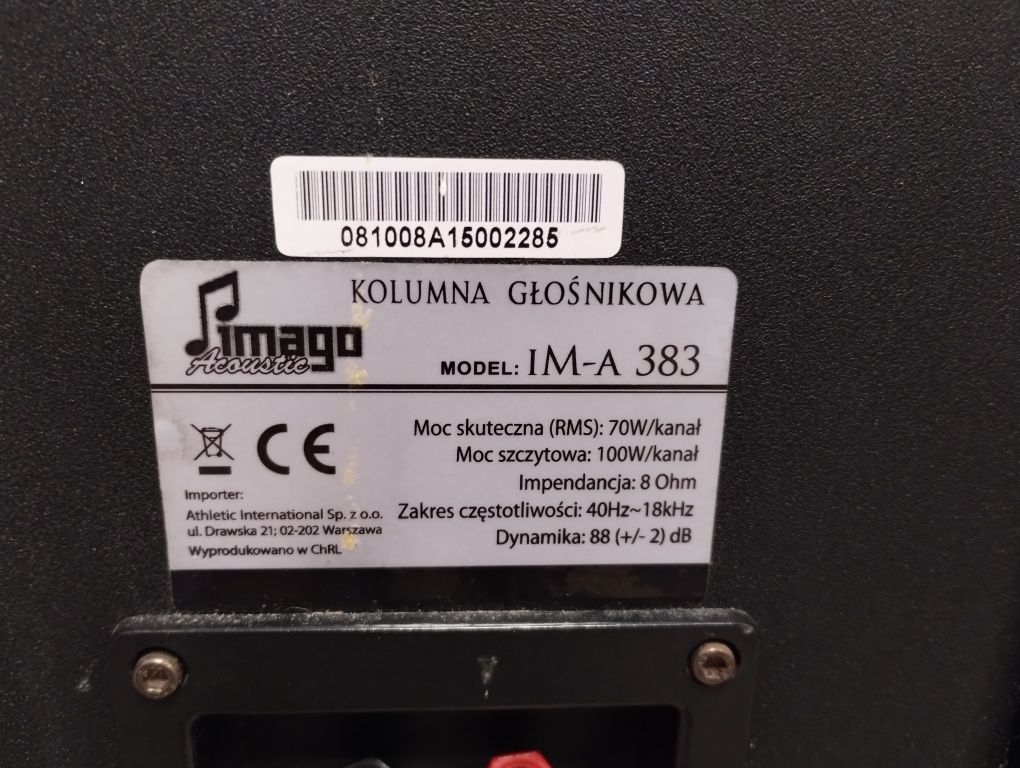 081008A15002285
KOLUMNA GŁOŚNIKOWA
imago
Acoustic
MODEL: IM-A 383
CE
Moc skuteczna (RMS): 70W/kanał
Moc szczytowa: 100W/kanał
Impendancja: 8 Ohm
Zakres częstotliwości: 40Hz~18kHz
Dynamika: 88 (+/- 2) dB
Importer:
Athletic International Sp. z o.o.
ul. Drawska 21; 02-202 Warszawa
Wyprodukowano w ChRL